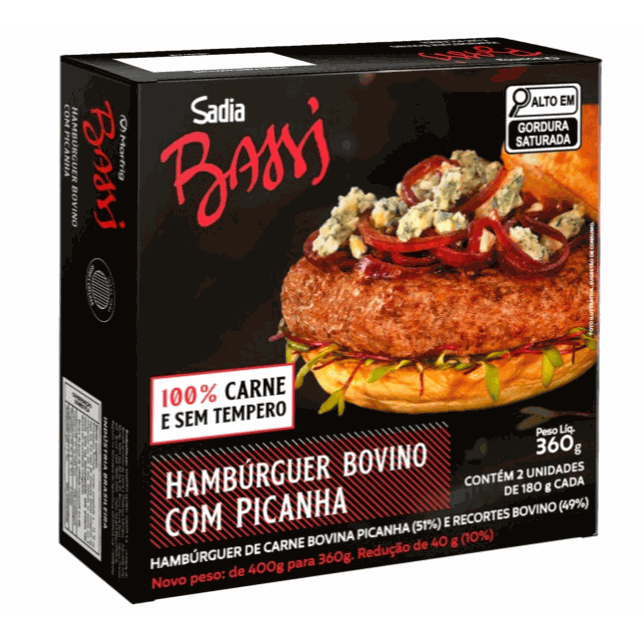 Sadia
Bassi
ALTO EM
GORDURA
SATURADA
100% CARNE
E SEM TEMPERO
HAMBÚRGUER BOVINO
COM PICANHA
Peso Líq.
360g
CONTÉM 2 UNIDADES
DE 180 g CADA
HAMBÚRGUER DE CARNE BOVINA PICANHA (51%) E RECORTES BOVINO (49%)
Novo peso: de 400g para 360g. Redução de 40 g (10%)
Bassi
HAMBÚRGUER BOVINO
COM PICANHA
INDÚSTRIA BRASILEIRA